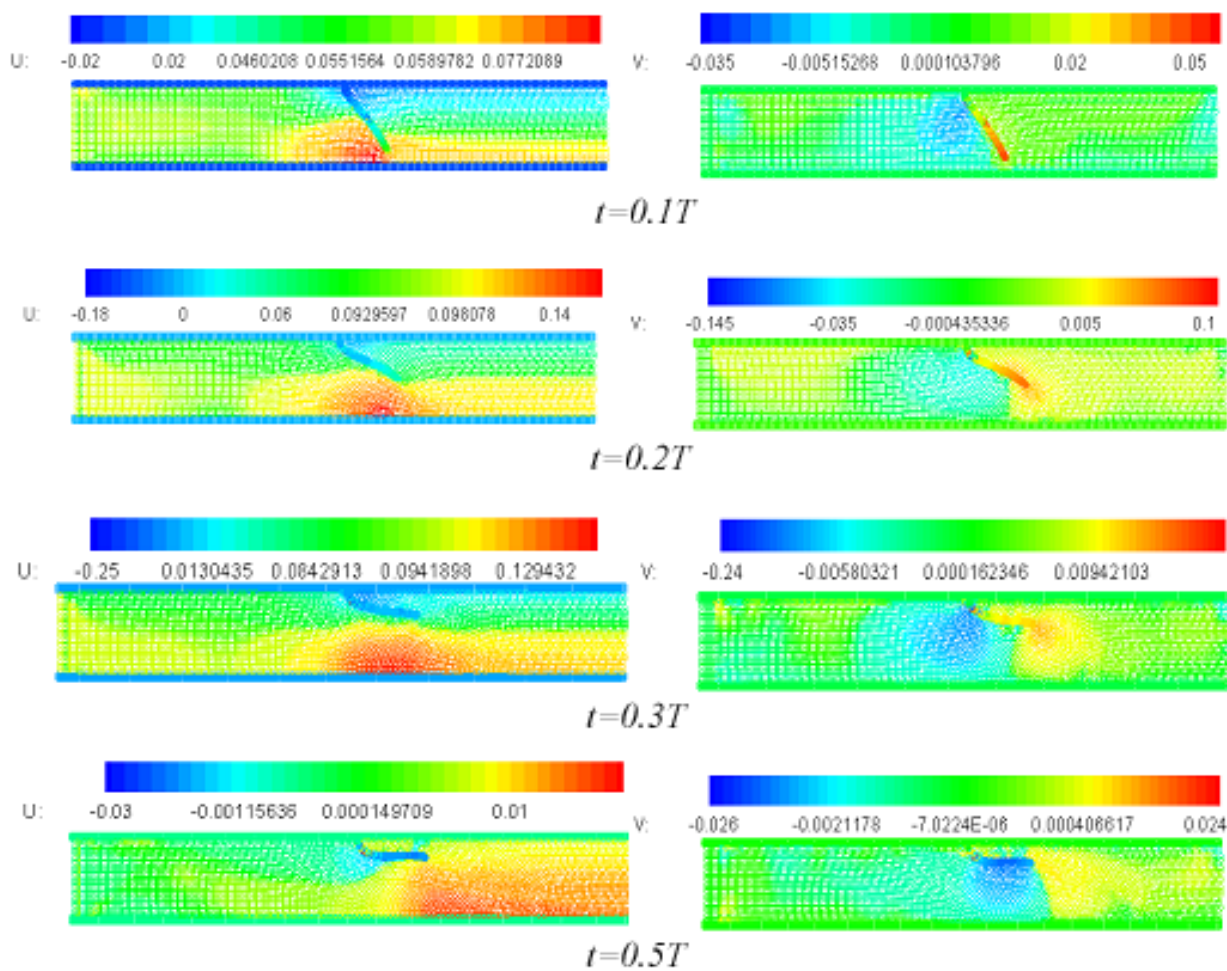 U: -0.02 0.02 0.0460208 0.0551564 0.0589782 0.0772089
V: -0.035 -0.00515268 0.000103796 0.02 0.05
t=0.1T
U: -0.18 0 0.06 0.0929597 0.098078 0.14
V: -0.145 -0.035 -0.000435336 0.005 0.1
t=0.2T
U: -0.25 0.0130435 0.0842913 0.0941898 0.129432
V: -0.24 -0.00580321 0.000162346 0.00942103
t=0.3T
U: -0.03 -0.00115636 0.000149709 0.01
V: -0.026 -0.0021178 -7.0224E-06 0.000406617 0.024
t=0.5T